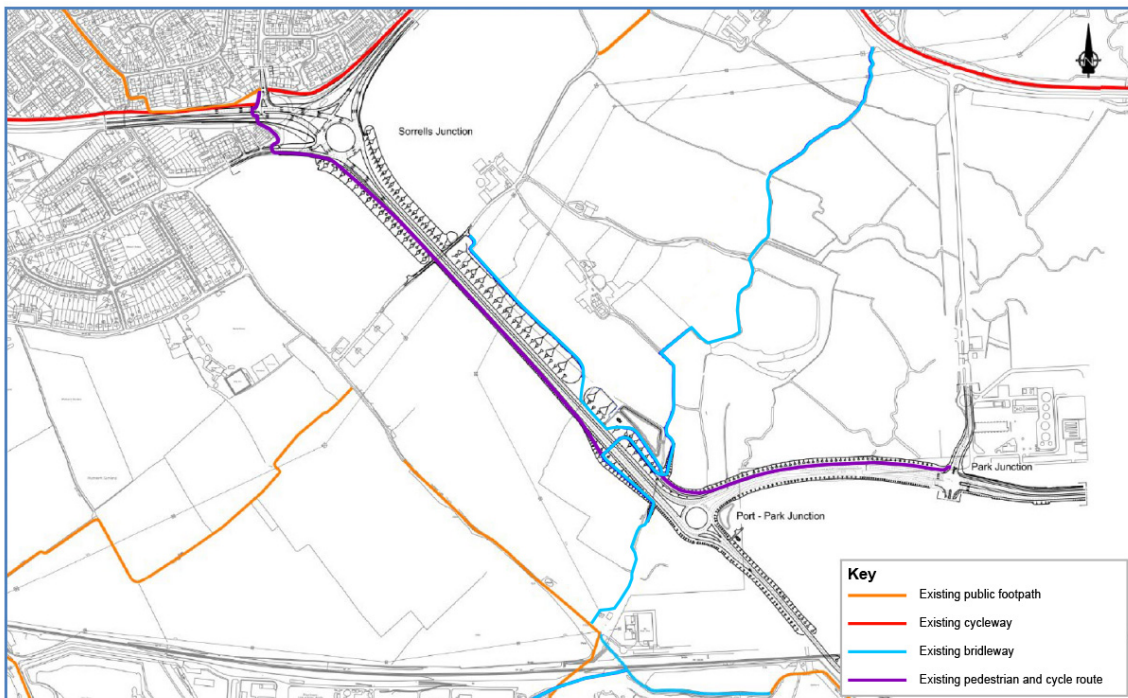 N
Sorrells Junction
Park Junction
Port - Park Junction
Key
Existing public footpath
Existing cycleway
Existing bridleway
Existing pedestrian and cycle route